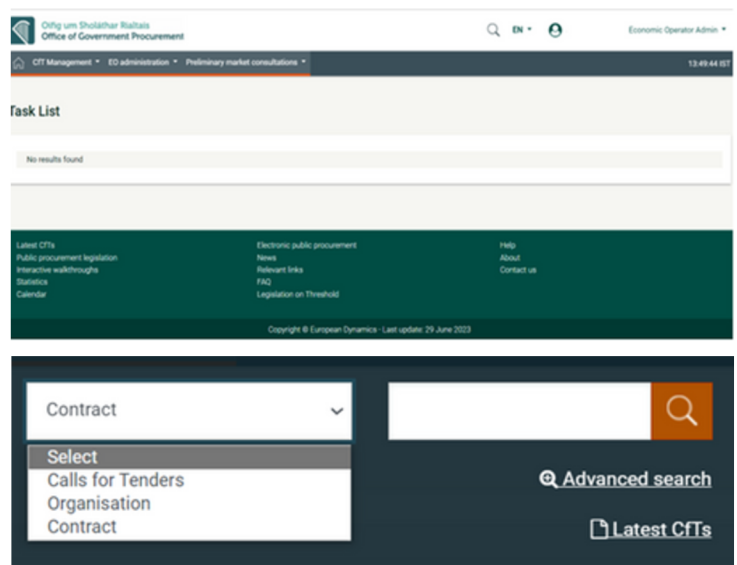 Oifig um Sholáthar Rialtais
Office of Government Procurement
EN
Economic Operator Admin
CfT Management EO administration Preliminary market consultations 13:49:44 IST
Task List
No results found
Latest CfTs Electronic public procurement Help
Public procurement legislation News About
Interactive walkthroughs Relevant links Contact us
Statistics FAQ
Calendar Legislation on Threshold
Copyright © European Dynamics - Last update: 29 June 2023
Contract
Select
Calls for Tenders
Organisation
Contract
Advanced search
Latest CfTs